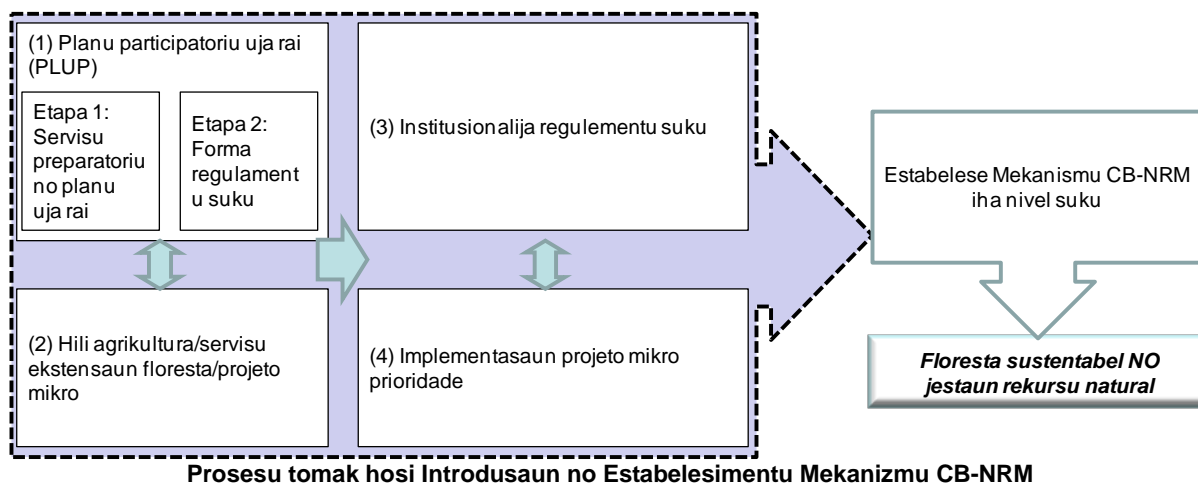 (1) Planu participatoriu uja rai
(PLUP)
Etapa 1:
Servisu
preparatoriu
no planu
uja rai
Etapa 2:
Forma
regulament
u suku
(3) Institusionalija regulementu suku
(2) Hili agrikultura/servisu
ekstensaun floresta/projeto
mikro
(4) Implementasaun projeto mikro
prioridade
Estabelese Mekanismu CB-NRM
iha nivel suku
Floresta sustentabel NO
jestaun rekursu natural
Prosesu tomak hosi Introdusaun no Estabelesimentu Mekanizmu CB-NRM